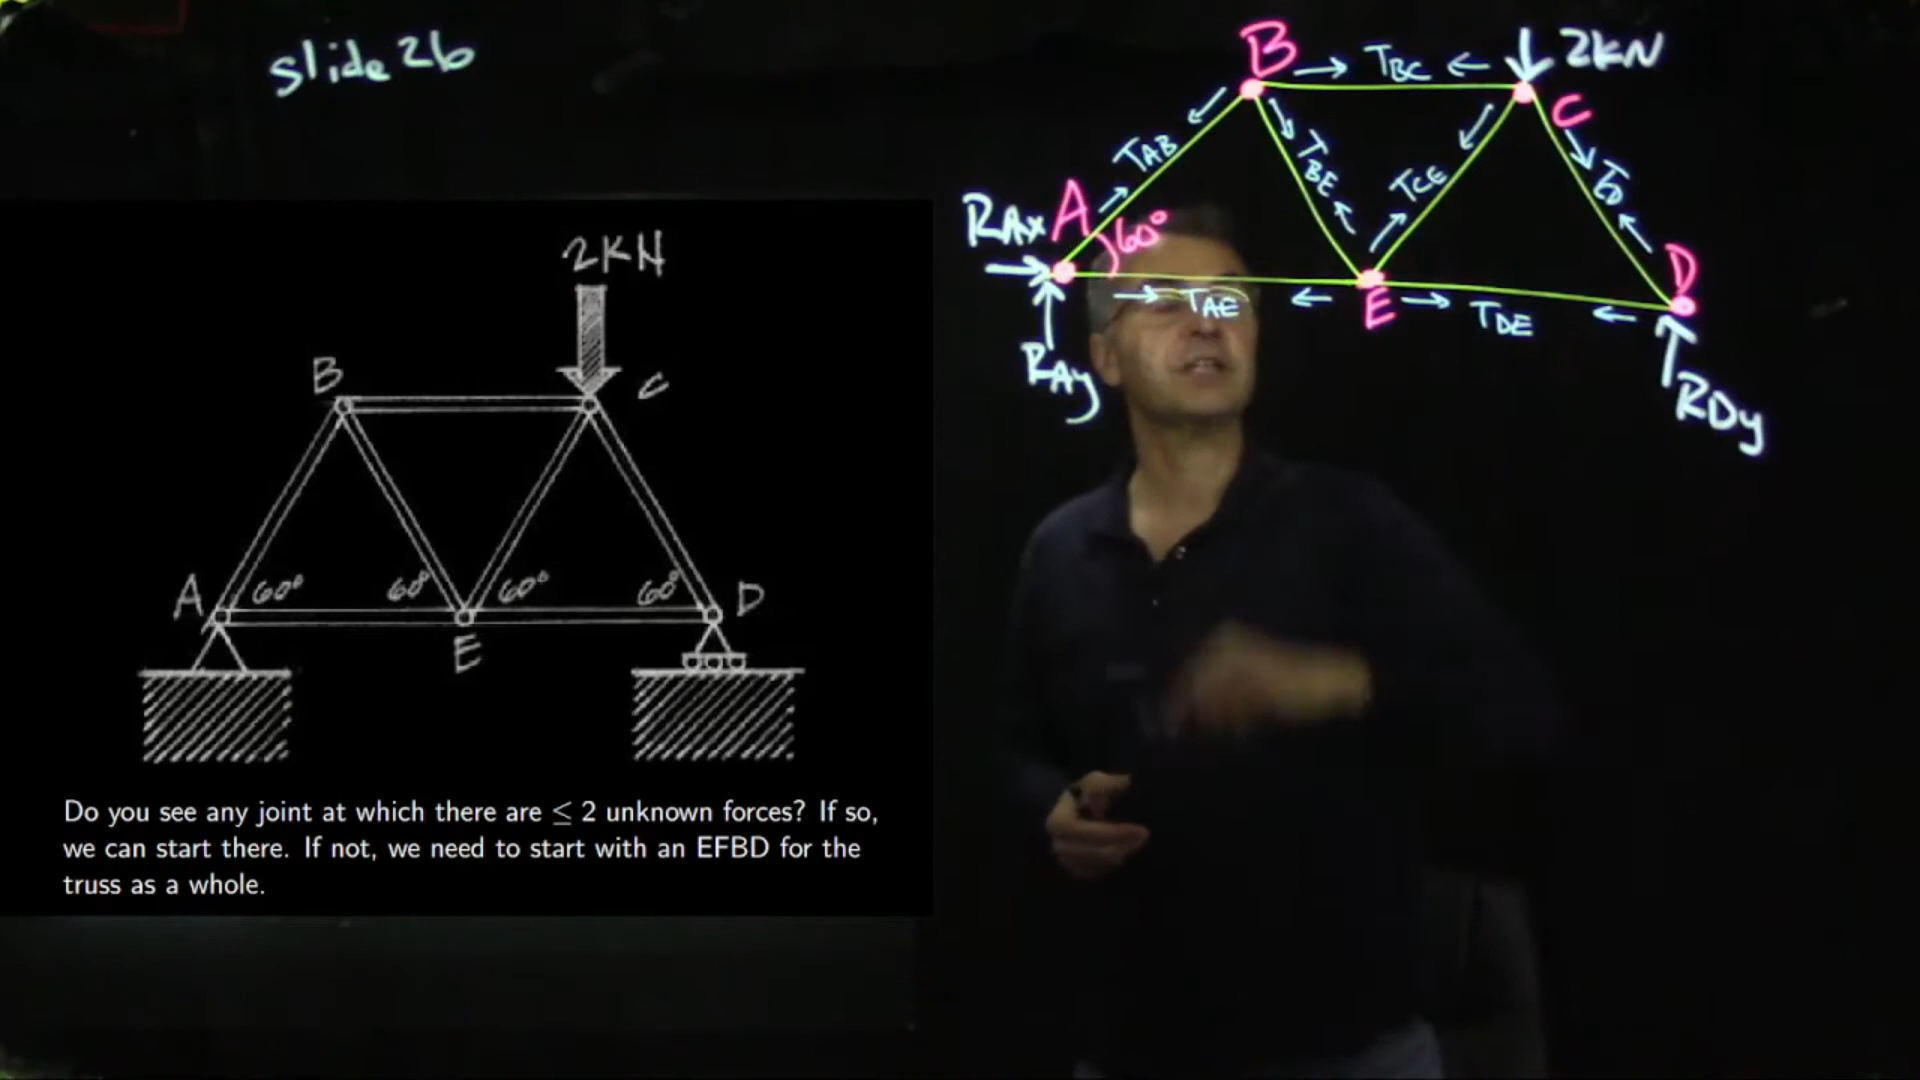 slide 26
2KN
B
C
A
60°
60°
60°
60°
D
E
Do you see any joint at which there are ≤ 2 unknown forces? If so,
we can start there. If not, we need to start with an EFBD for the
truss as a whole.
B
TBC
2KN
C
TAB
TBE
TCE
TCD
RAx
A
60°
D
TAE
E
TDE
RAy
RDy